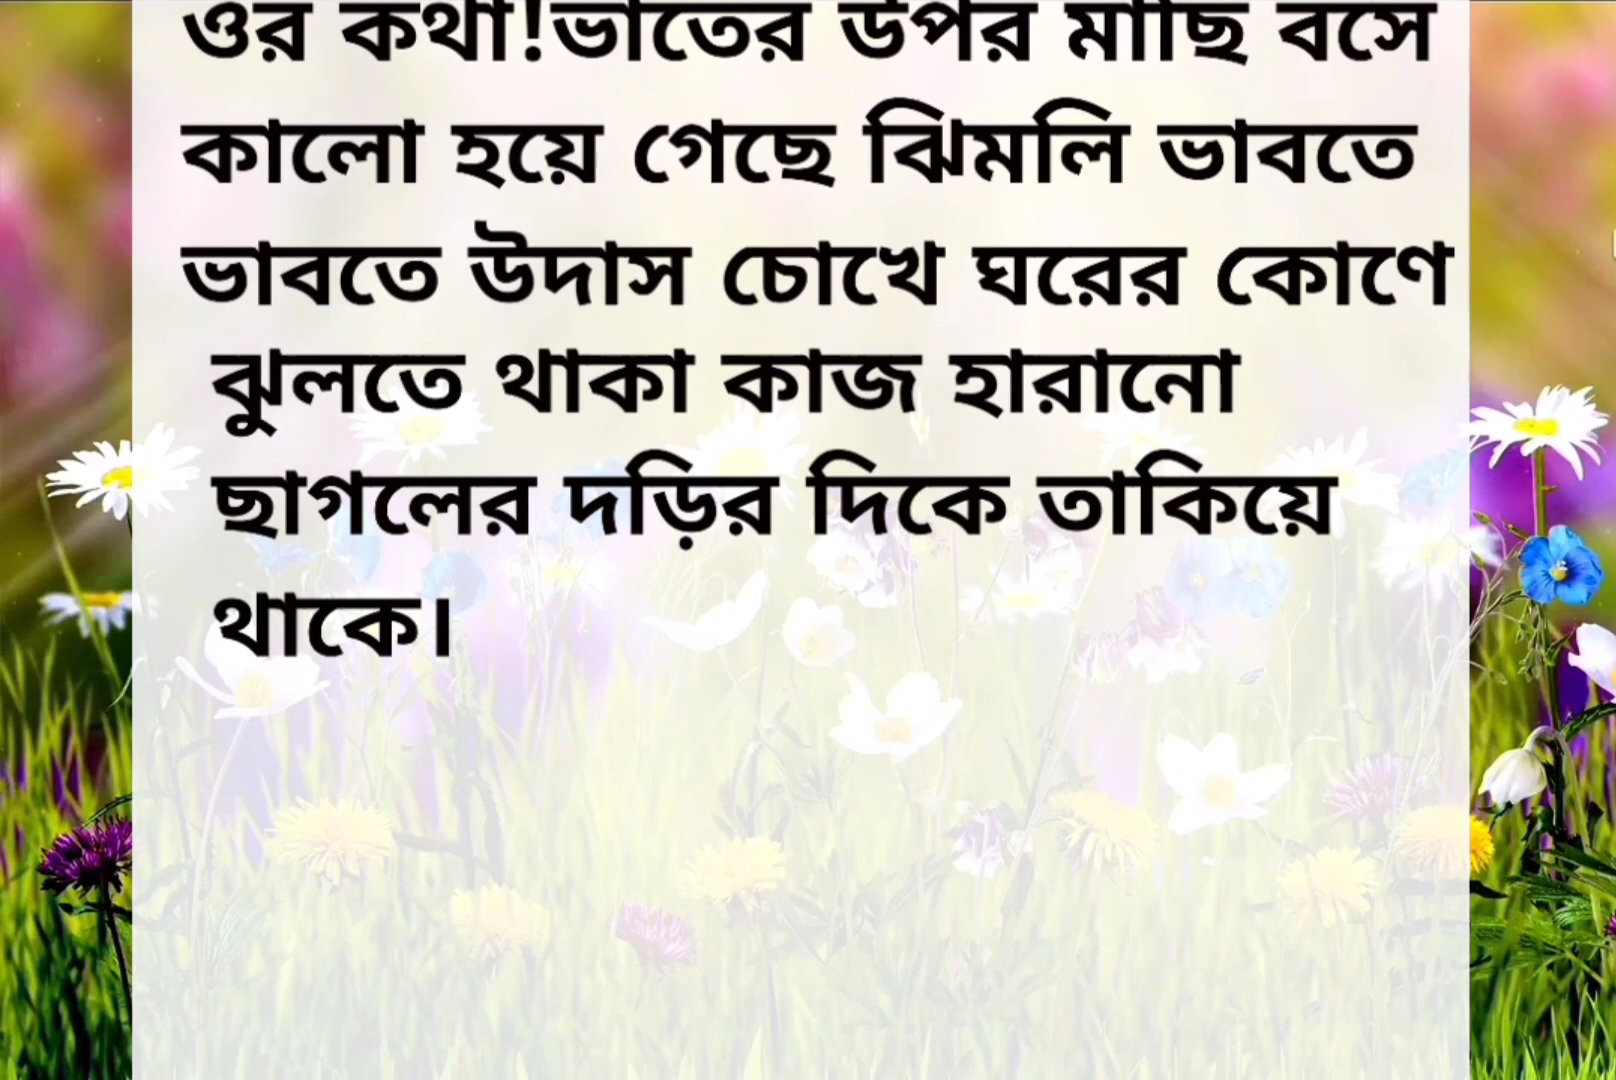 ওর কথা!ভাতের উপর মাছি বসে
কালো হয়ে গেছে ঝিমলি ভাবতে
ভাবতে উদাস চোখে ঘরের কোণে
ঝুলতে থাকা কাজ হারানো
ছাগলের দড়ির দিকে তাকিয়ে
থাকে।